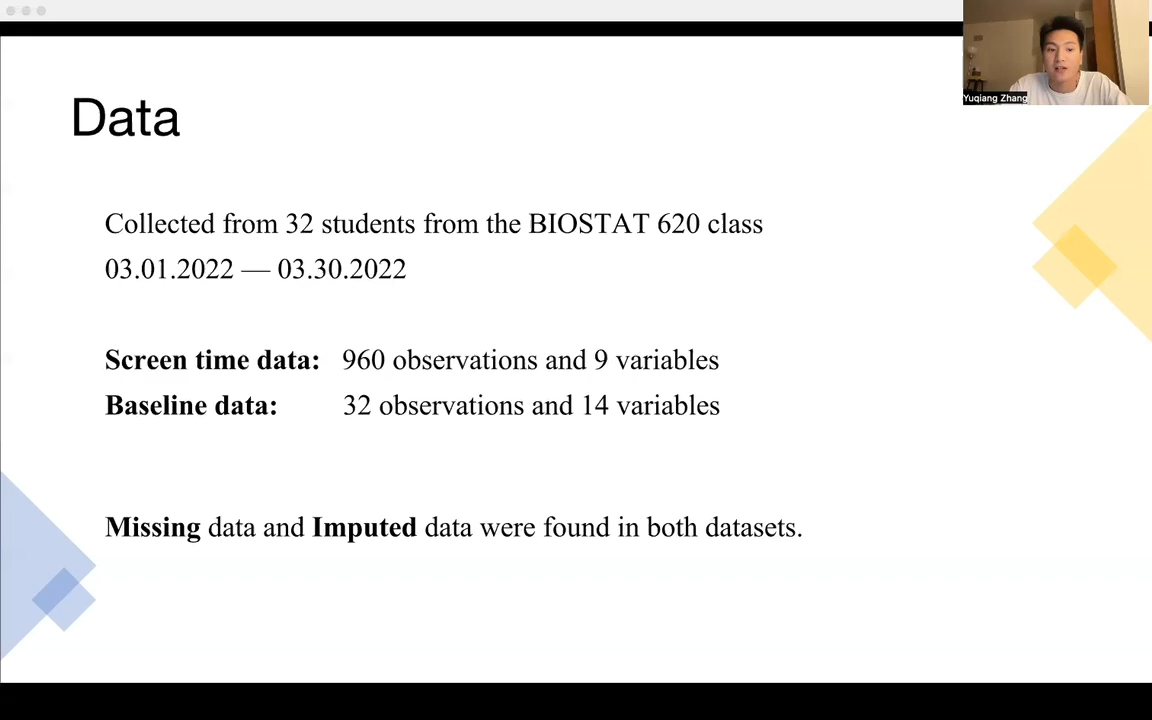 Yuqiang Zhang
Data
Collected from 32 students from the BIOSTAT 620 class
03.01.2022 — 03.30.2022
Screen time data: 960 observations and 9 variables
Baseline data: 32 observations and 14 variables
Missing data and Imputed data were found in both datasets.